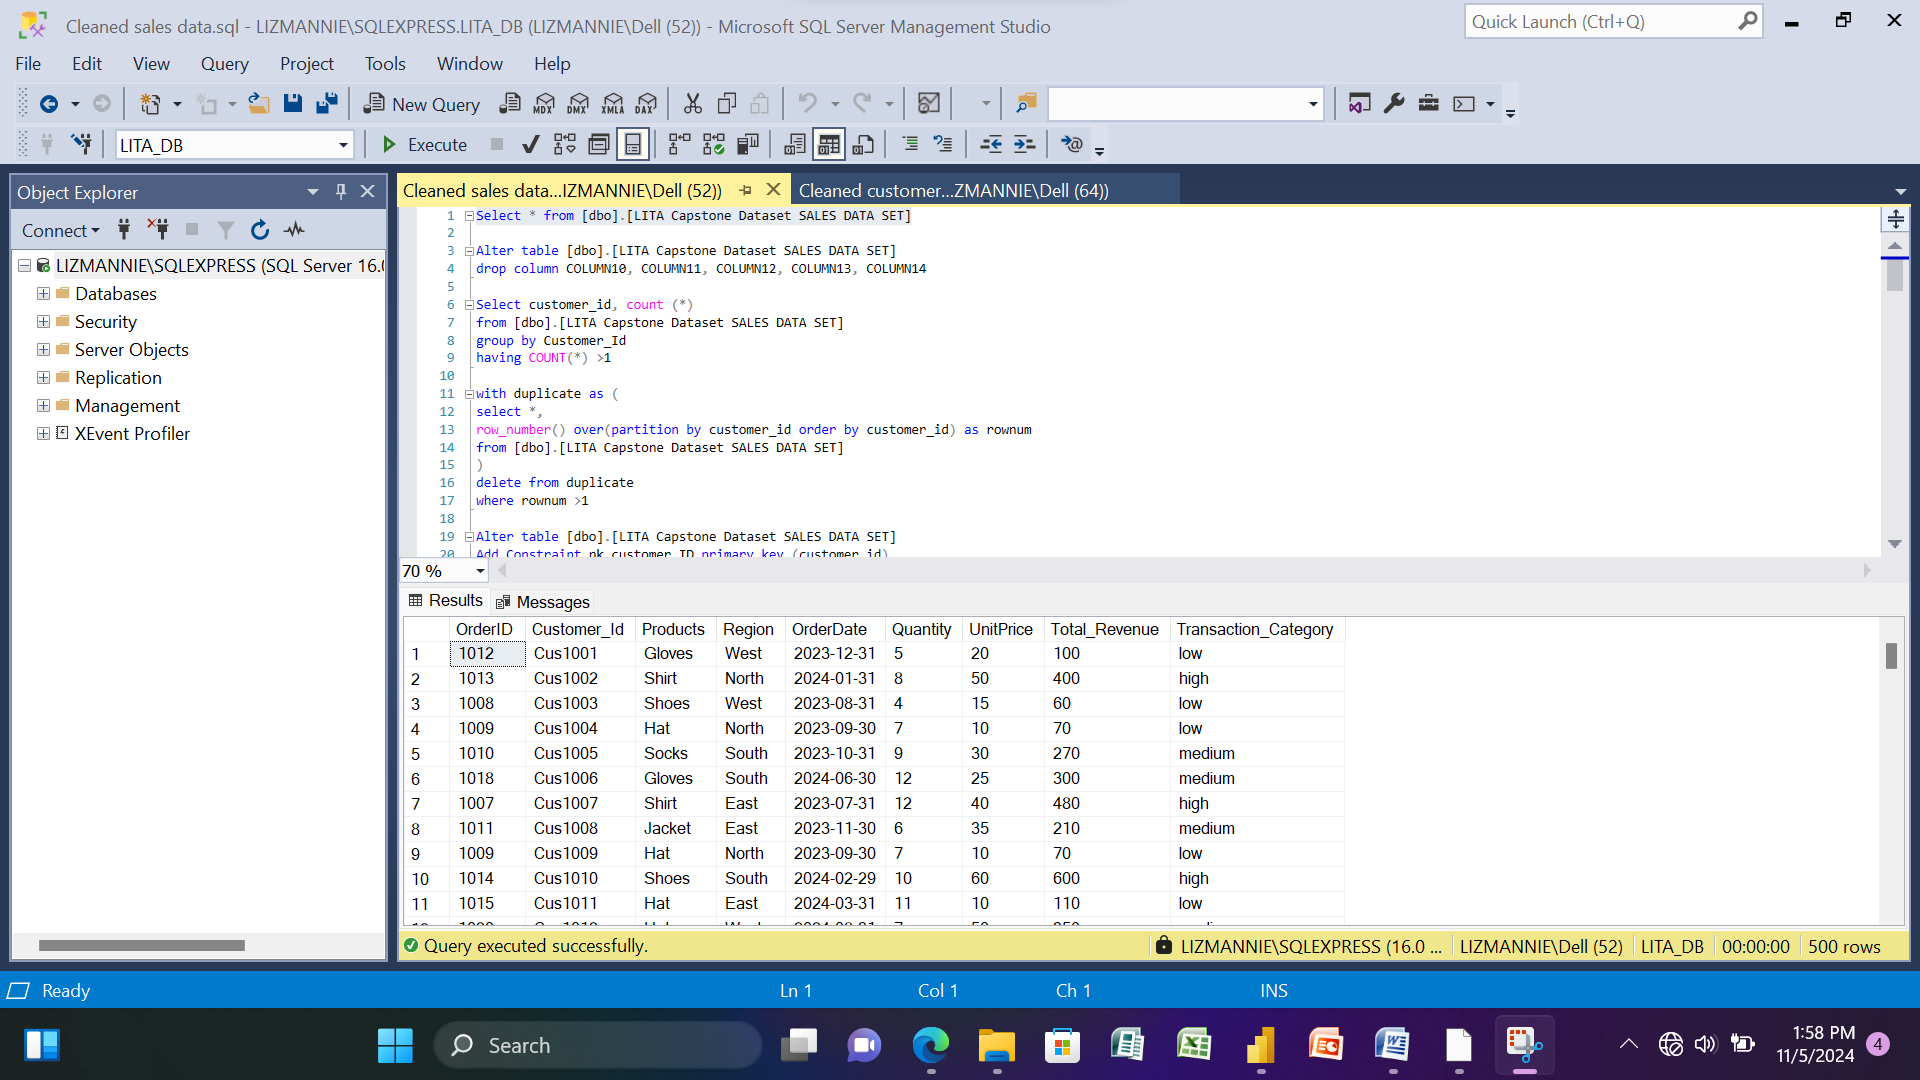 Cleaned sales data.sql - LIZMANNIE\SQLEXPRESS.LITA_DB (LIZMANNIE\Dell (52)) - Microsoft SQL Server Management Studio
Quick Launch (Ctrl+Q)
File Edit View Query Project Tools Window Help
New Query MDX DMX XMLA DAX
LITA_DB Execute
Object Explorer
Connect
LIZMANNIE\SQLEXPRESS (SQL Server 16.
Databases
Security
Server Objects
Replication
Management
XEvent Profiler
Cleaned sales data...IZMANNIE\Dell (52)) Cleaned customer...ZMANNIE\Dell (64))
1 Select * from [dbo].[LITA Capstone Dataset SALES DATA SET]
2
3 Alter table [dbo].[LITA Capstone Dataset SALES DATA SET]
4 drop column COLUMN10, COLUMN11, COLUMN12, COLUMN13, COLUMN14
5
6 Select customer_id, count (*)
7 from [dbo].[LITA Capstone Dataset SALES DATA SET]
8 group by Customer_Id
9 having COUNT(*) >1
10
11 with duplicate as (
12 select *,
13 row_number() over(partition by customer_id order by customer_id) as rownum
14 from [dbo].[LITA Capstone Dataset SALES DATA SET]
15 )
16 delete from duplicate
17 where rownum >1
18
19 Alter table [dbo].[LITA Capstone Dataset SALES DATA SET]
20 Add Constraint pk_customer_ID primary key (customer_id)
70 %
Results Messages
OrderID Customer_Id Products Region OrderDate Quantity UnitPrice Total_Revenue Transaction_Category
1 1012 Cus1001 Gloves West 2023-12-31 5 20 100 low
2 1013 Cus1002 Shirt North 2024-01-31 8 50 400 high
3 1008 Cus1003 Shoes West 2023-08-31 4 15 60 low
4 1009 Cus1004 Hat North 2023-09-30 7 10 70 low
5 1010 Cus1005 Socks South 2023-10-31 9 30 270 medium
6 1018 Cus1006 Gloves South 2024-06-30 12 25 300 medium
7 1007 Cus1007 Shirt East 2023-07-31 12 40 480 high
8 1011 Cus1008 Jacket East 2023-11-30 6 35 210 medium
9 1009 Cus1009 Hat North 2023-09-30 7 10 70 low
10 1014 Cus1010 Shoes South 2024-02-29 10 60 600 high
11 1015 Cus1011 Hat East 2024-03-31 11 10 110 low
Query executed successfully. LIZMANNIE\SQLEXPRESS (16.0 ... LIZMANNIE\Dell (52) LITA_DB 00:00:00 500 rows
Ready Ln 1 Col 1 Ch 1 INS
Search
1:58 PM
11/5/2024 4